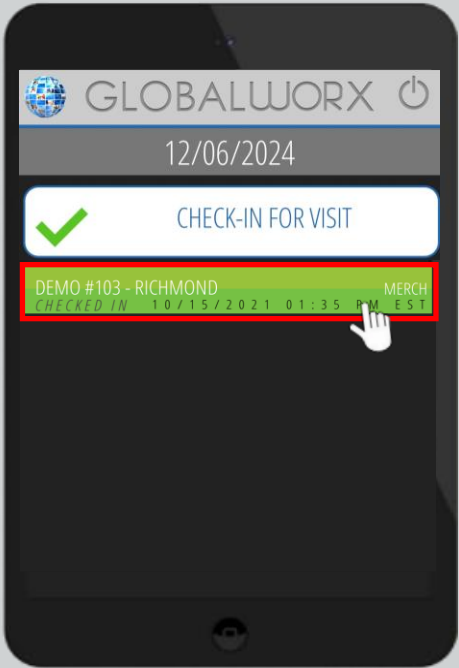 GLOBALWORX
12/06/2024
CHECK-IN FOR VISIT
DEMO #103 - RICHMOND MERCH
CHECKED IN 10/15/2021 01:35 PM EST